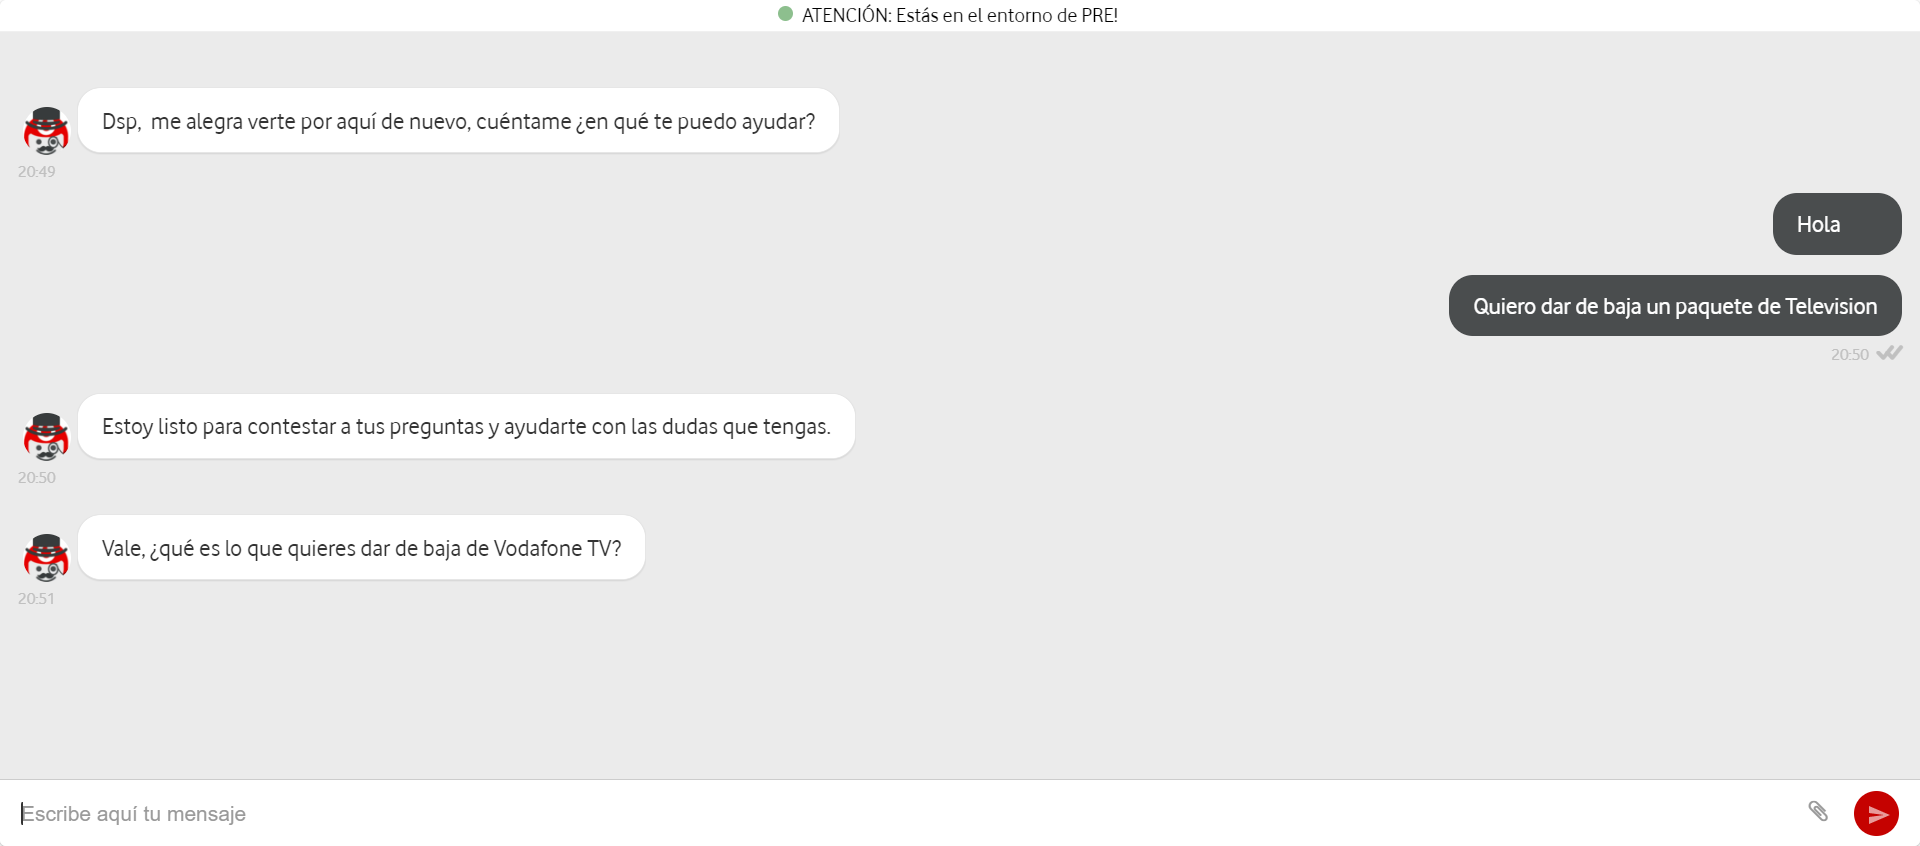 ATENCIÓN: Estás en el entorno de PRE!
Dsp, me alegra verte por aquí de nuevo, cuéntame ¿en qué te puedo ayudar?
20:49
Hola
Quiero dar de baja un paquete de Television
20:50
Estoy listo para contestar a tus preguntas y ayudarte con las dudas que tengas.
20:50
Vale, ¿qué es lo que quieres dar de baja de Vodafone TV?
20:51
Escribe aquí tu mensaje